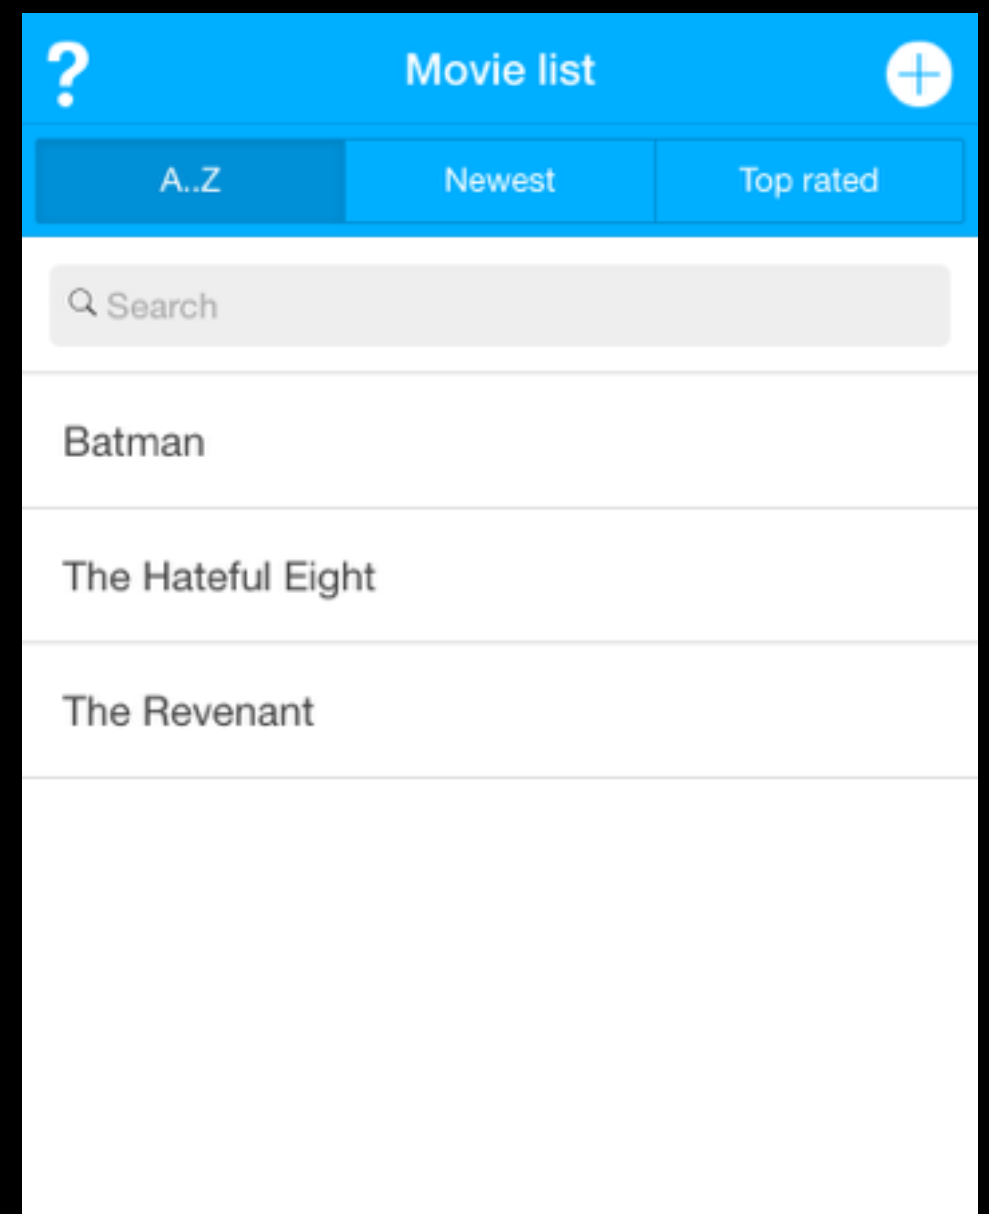 ?
Movie list
A..Z
Newest
Top rated
Search
Batman
The Hateful Eight
The Revenant